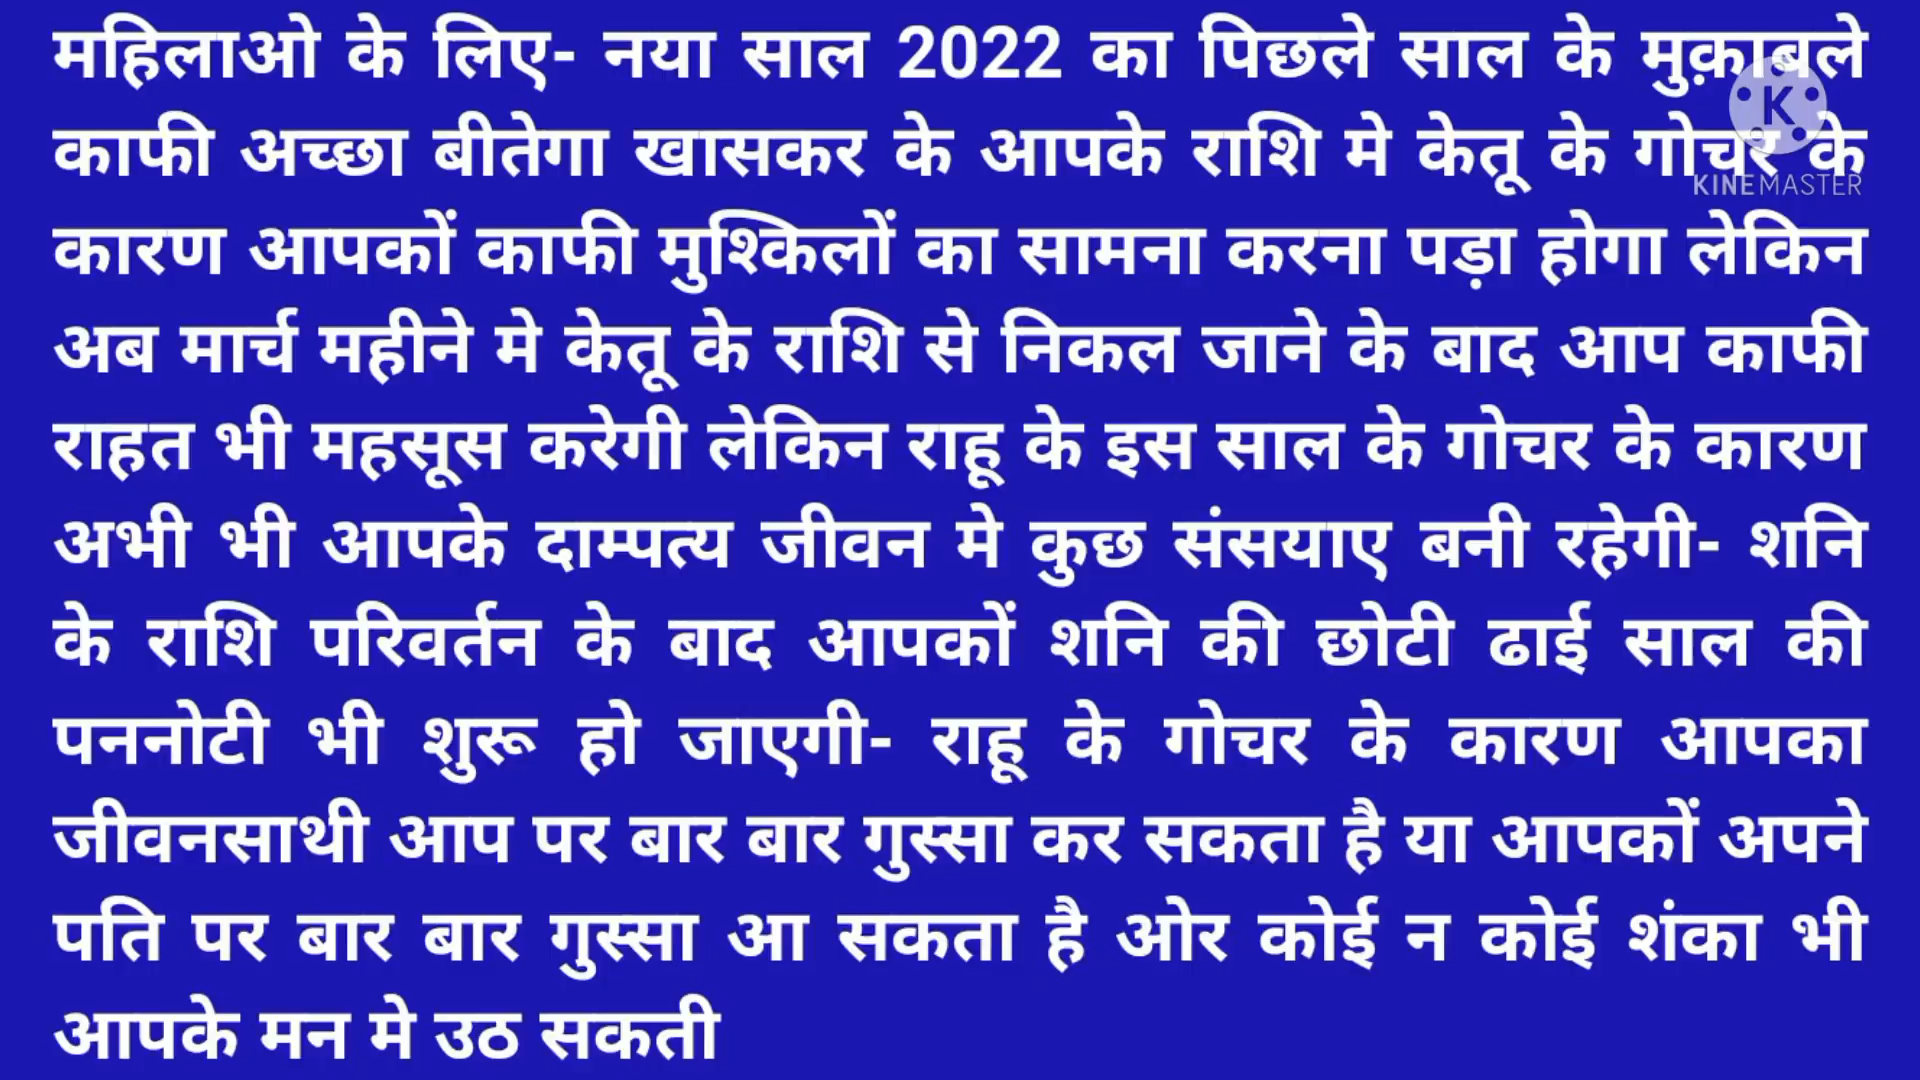 महिलाओ के लिए- नया साल 2022 का पिछले साल के मुक़ाबले
काफी अच्छा बीतेगा खासकर के आपके राशि मे केतू के गोचर के
KINEMASTER
कारण आपकों काफी मुश्किलों का सामना करना पड़ा होगा लेकिन
अब मार्च महीने मे केतू के राशि से निकल जाने के बाद आप काफी
राहत भी महसूस करेगी लेकिन राहू के इस साल के गोचर के कारण
अभी भी आपके दाम्पत्य जीवन मे कुछ संसयाए बनी रहेगी- शनि
के राशि परिवर्तन के बाद आपकों शनि की छोटी ढाई साल की
पननोटी भी शुरू हो जाएगी- राहू के गोचर के कारण आपका
जीवनसाथी आप पर बार बार गुस्सा कर सकता है या आपकों अपने
पति पर बार बार गुस्सा आ सकता है ओर कोई न कोई शंका भी
आपके मन मे उठ सकती